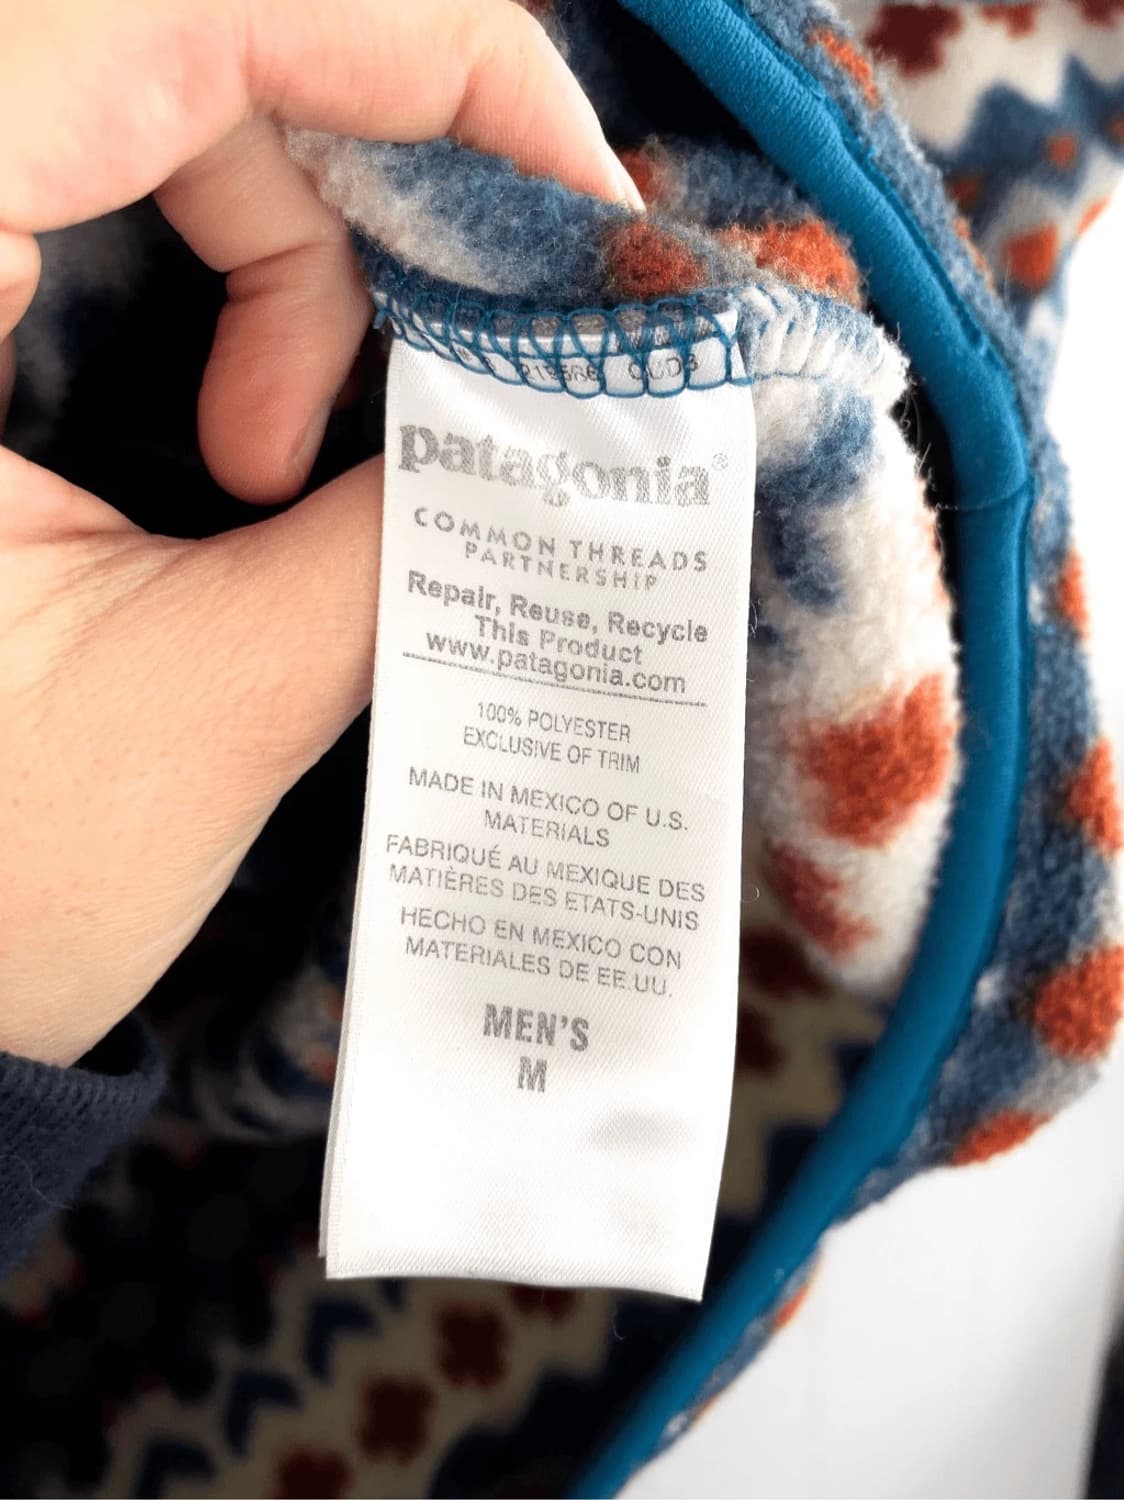 patagonia®
COMMON THREADS
PARTNERSHIP
Repair, Reuse, Recycle
This Product
www.patagonia.com
100% POLYESTER
EXCLUSIVE OF TRIM
MADE IN MEXICO OF U.S.
MATERIALS
FABRIQUÉ AU MEXIQUE DES
MATIÈRES DES ETATS-UNIS
HECHO EN MEXICO CON
MATERIALES DE EE.UU.
MEN'S
M